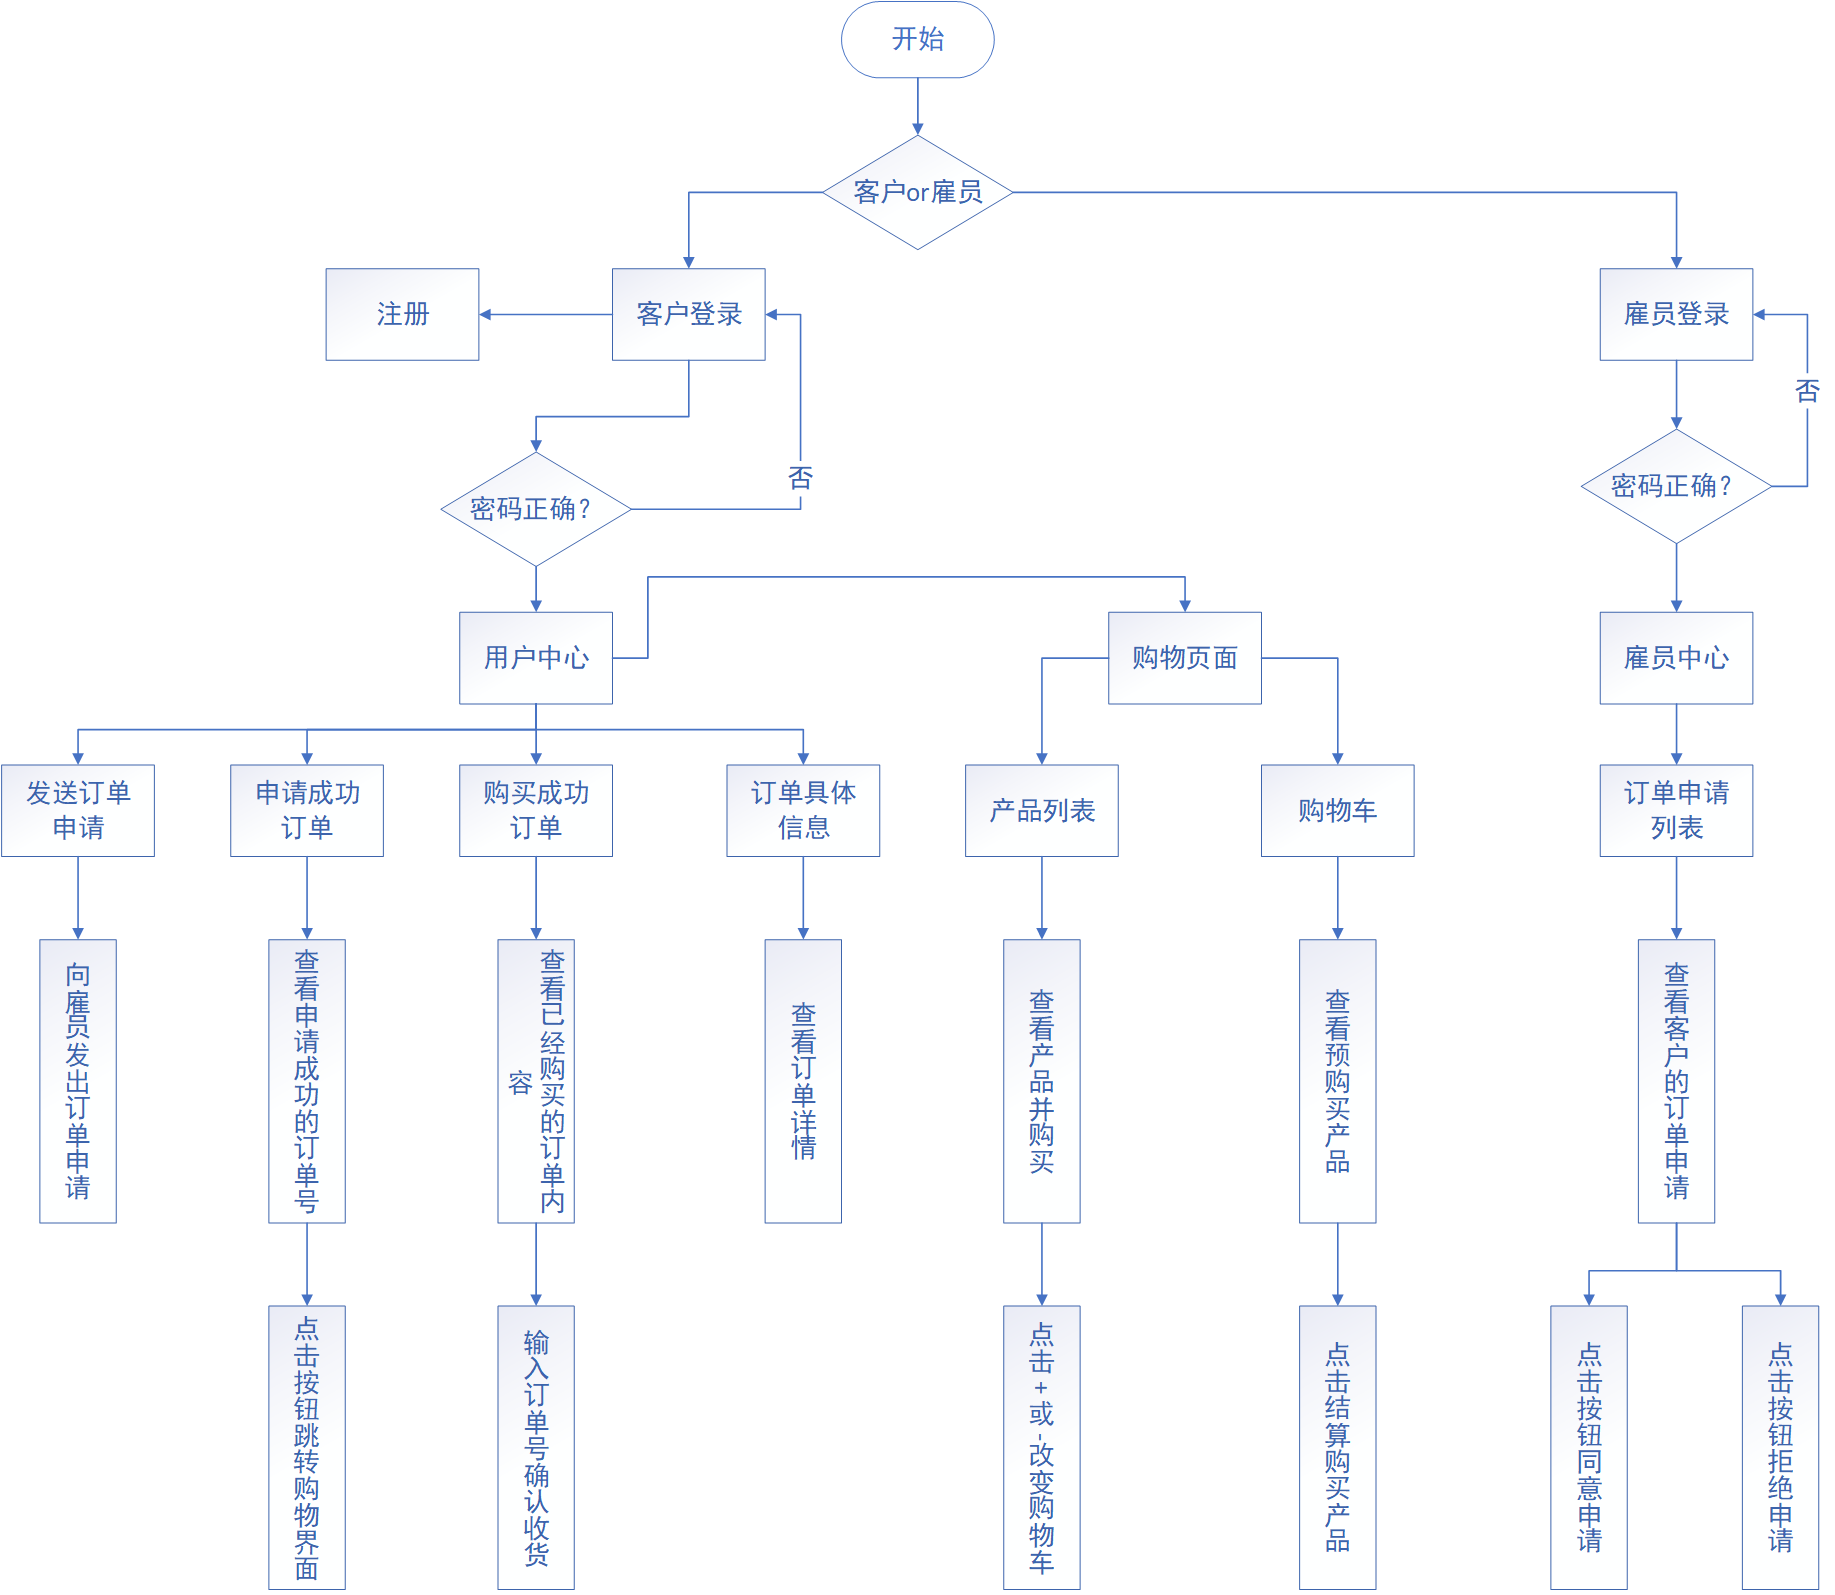 开始
客户or雇员
注册
客户登录
雇员登录
否
否
密码正确？
密码正确？
用户中心
购物页面
雇员中心
发送订单
申请
申请成功
订单
购买成功
订单
订单具体
信息
产品列表
购物车
订单申请
列表
向雇员发出订单申请
查看申请成功的订单号
查看已经购买的订单内
容
查看订单详情
查看产品并购买
查看预购买产品
查看客户的订单申请
点击按钮跳转购物界面
输入订单号确认收货
点击+或-改变购物车
点击结算购买产品
点击按钮同意申请
点击按钮拒绝申请